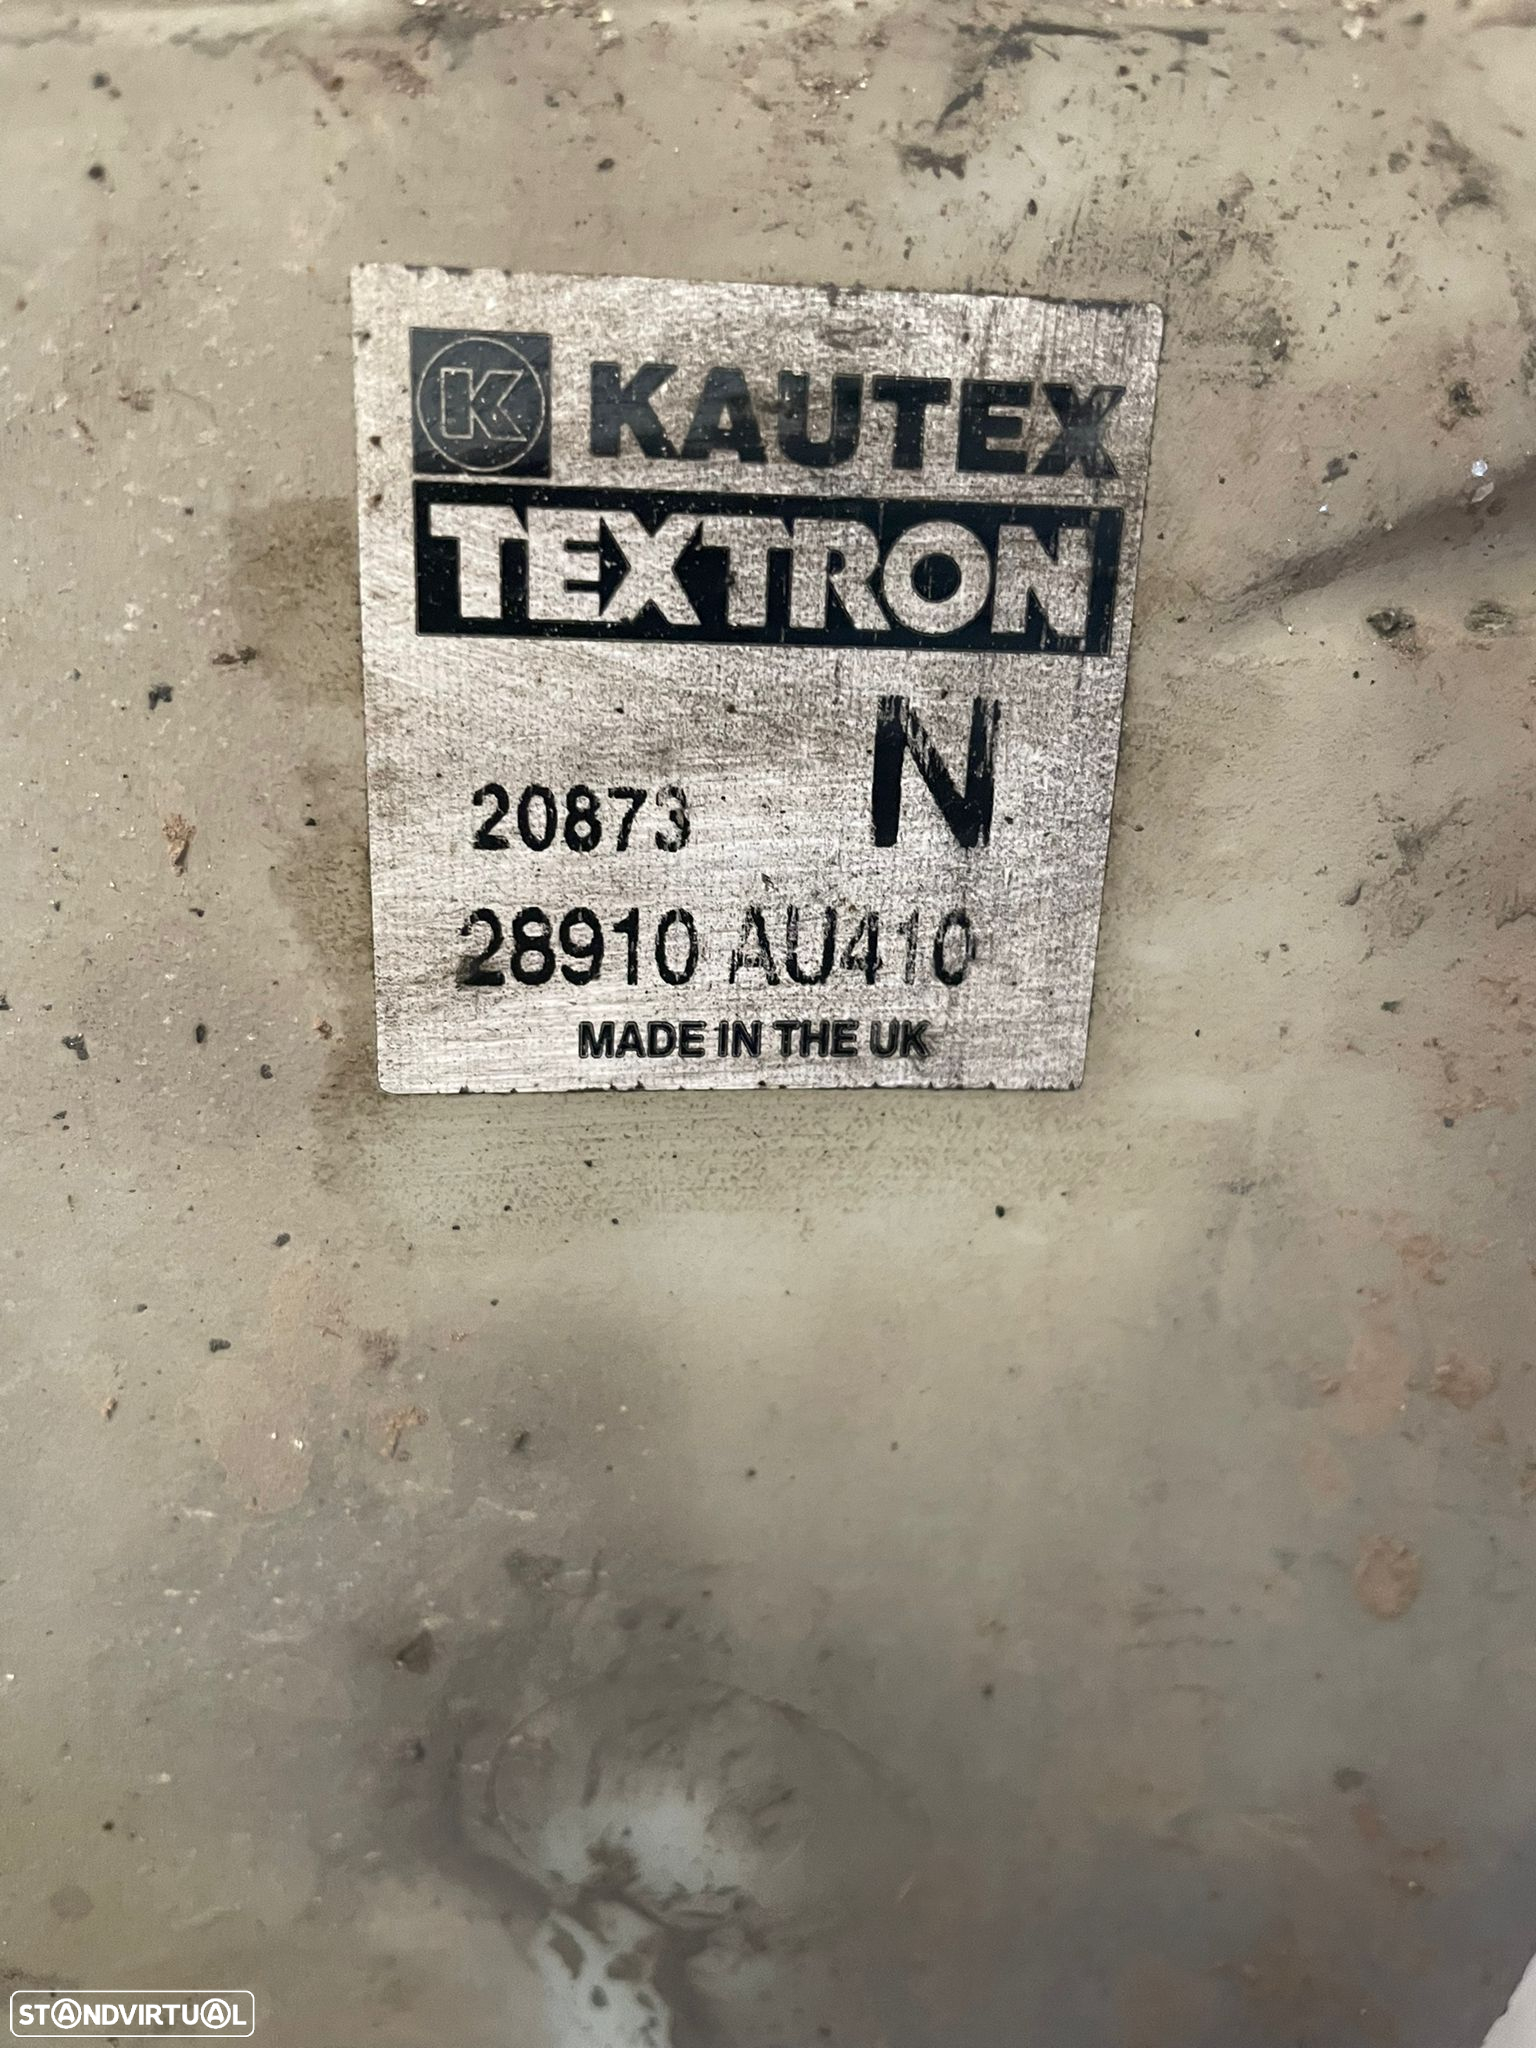 K KAUTEX
TEXTRON
N
20873
28910 AU410
MADE IN THE UK
STANDVIRTUAL